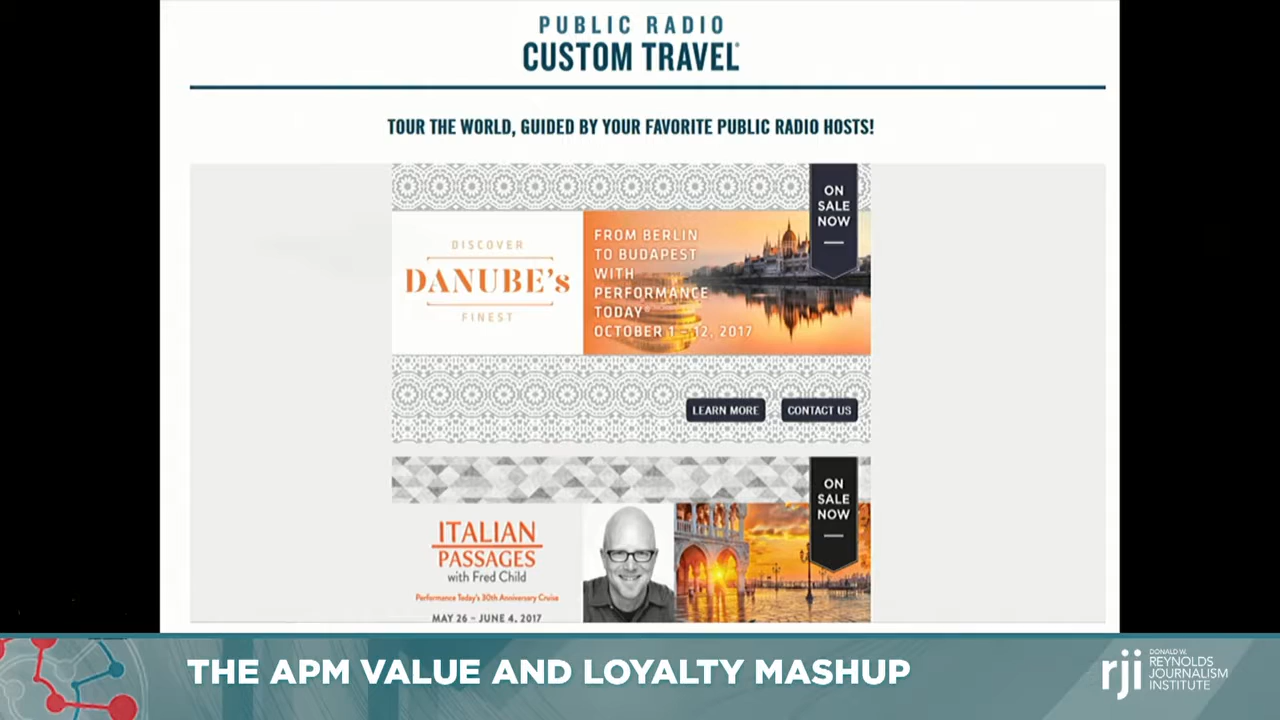 PUBLIC RADIO
CUSTOM TRAVEL®
TOUR THE WORLD, GUIDED BY YOUR FAVORITE PUBLIC RADIO HOSTS!
ON
SALE
NOW
DISCOVER
DANUBE's
FINEST
FROM BERLIN
TO BUDAPEST
WITH
PERFORMANCE
TODAY®
OCTOBER 1 – 12, 2017
LEARN MORE
CONTACT US
ON
SALE
NOW
ITALIAN
PASSAGES
with Fred Child
Performance Today's 30th Anniversary Cruise
MAY 26 – JUNE 4, 2017
THE APM VALUE AND LOYALTY MASHUP
rji
DONALD W.
REYNOLDS
JOURNALISM
INSTITUTE